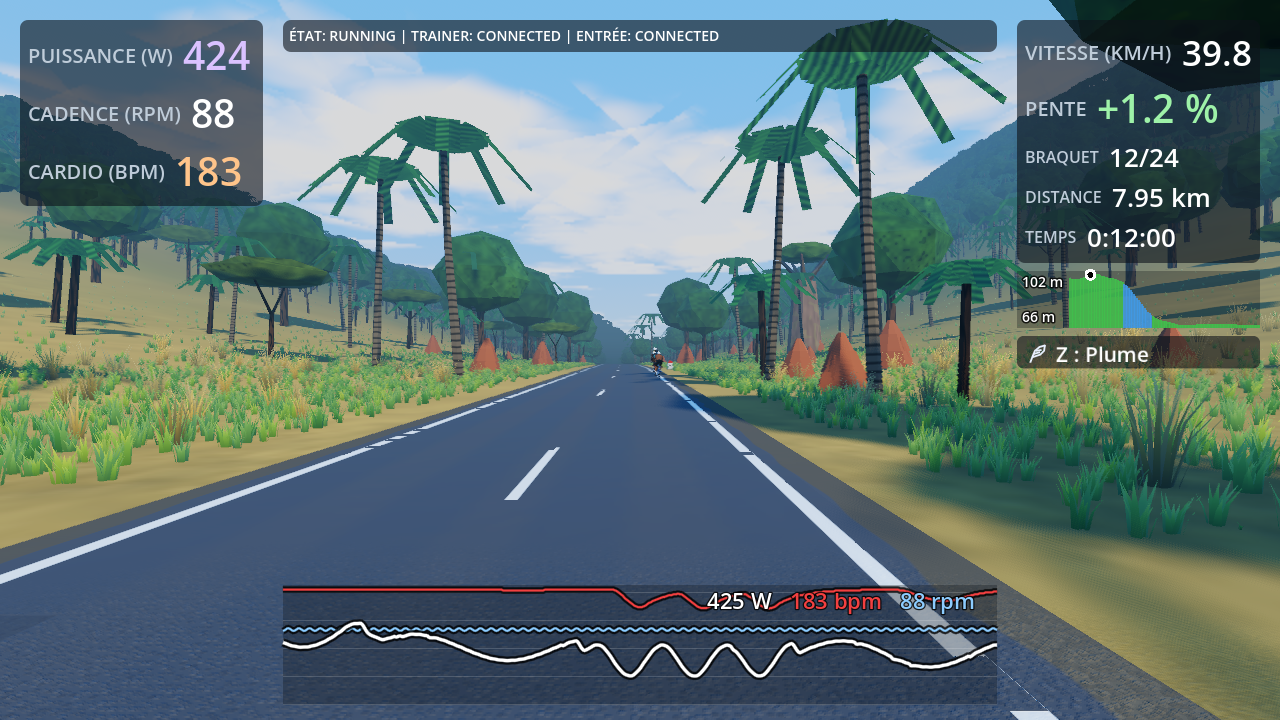 PUISSANCE (W) 424
CADENCE (RPM) 88
CARDIO (BPM) 183
ÉTAT: RUNNING | TRAINER: CONNECTED | ENTRÉE: CONNECTED
VITESSE (KM/H) 39.8
PENTE +1.2 %
BRAQUET 12/24
DISTANCE 7.95 km
TEMPS 0:12:00
102 m
66 m
Z : Plume
425 W 183 bpm 88 rpm